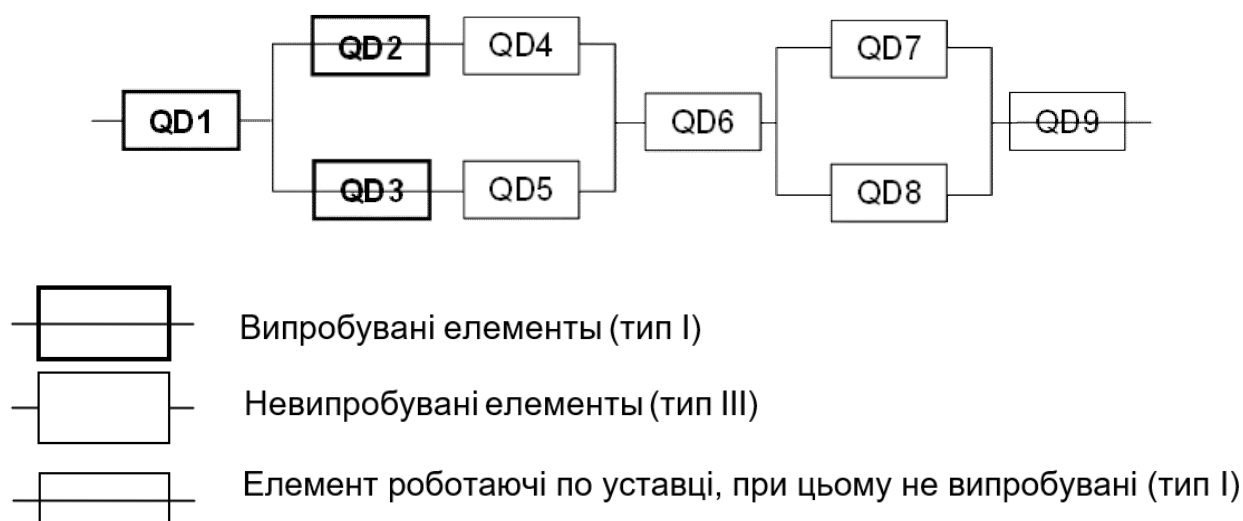 QD2 QD4 QD7
QD1 QD6 QD9
QD3 QD5 QD8
Випробувані елементы (тип I)
Невипробувані елементы (тип III)
Елемент роботаючі по уставці, при цьому не випробувані (тип I)